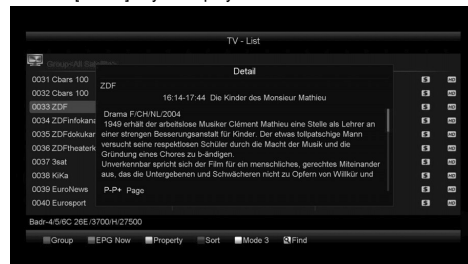 TV - List
Group:All Satellite's
Detail
0031 Cbars 100
0032 Cbars 100
0033 ZDF
0034 ZDFinfokana
0035 ZDFdokukar
0036 ZDFtheaterk
0037 3sat
0038 KiKa
0039 EuroNews
0040 Eurosport
ZDF
16:14-17:44 Die Kinder des Monsieur Mathieu
Drama F/CH/NL/2004
1949 erhält der arbeitslose Musiker Clément Mathieu eine Stelle als Lehrer an
einer strengen Besserungsanstalt für Kinder. Der etwas tollpatschige Mann
versucht seine respektlosen Schüler durch die Macht der Musik und die
Gründung eines Chores zu b-ändigen.
Unverkennbar spricht sich der Film für ein menschliches, gerechtes Miteinander
aus, das die Untergebenen und Schwächeren nicht zu Opfern von Willkür und
P-P+ Page
Badr-4/5/6C 26E /3700/H/27500
Group EPG Now Property Sort Mode 3 Find